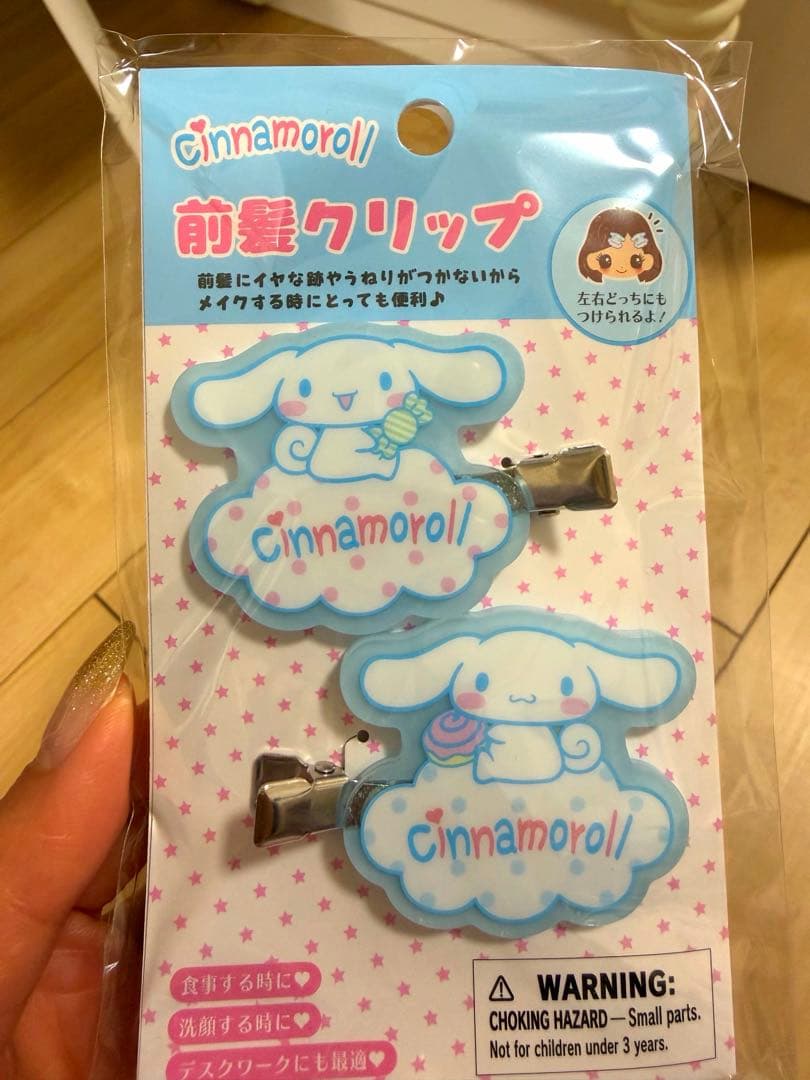 cinnamoroll
前髪クリップ
前髪にイヤな跡やうねりがつかないから
メイクする時にとっても便利♪
左右どっちにも
つけられるよ!
cinnamoroll
cinnamoroll
食事する時に♥
洗顔する時に♥
デスクワークにも最適♥
⚠ WARNING:
CHOKING HAZARD—Small parts.
Not for children under 3 years.